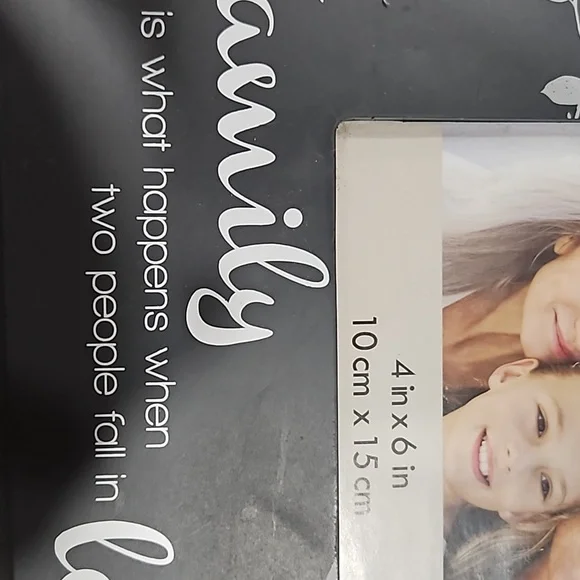 amily
is what happens when
two people fall in
4 in x 6 in
10 cm x 15 cm